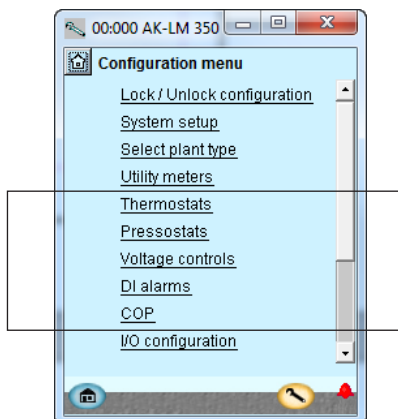 00:000 AK-LM 350
Configuration menu
Lock / Unlock configuration
System setup
Select plant type
Utility meters
Thermostats
Pressostats
Voltage controls
DI alarms
COP
I/O configuration